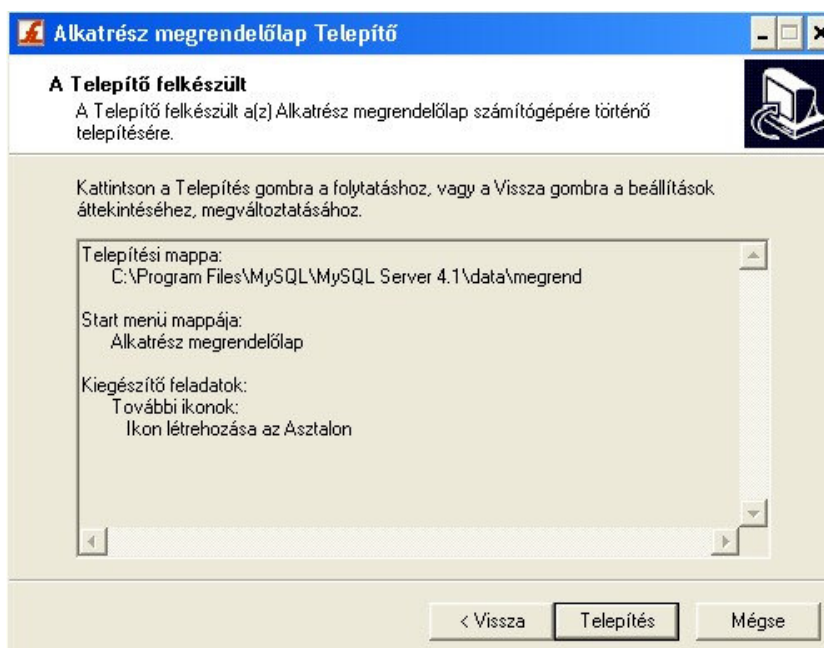 Alkatrész megrendelőlap Telepítő
A Telepítő felkészült
A Telepítő felkészült a(z) Alkatrész megrendelőlap számítógépére történő
telepítésére.
Kattintson a Telepítés gombra a folytatáshoz, vagy a Vissza gombra a beállítások
áttekintéséhez, megváltoztatásához.
Telepítési mappa:
C:\Program Files\MySQL\MySQL Server 4.1\data\megrend
Start menü mappája:
Alkatrész megrendelőlap
Kiegészítő feladatok:
További ikonok:
Ikon létrehozása az Asztalon
< Vissza
Telepítés
Mégse